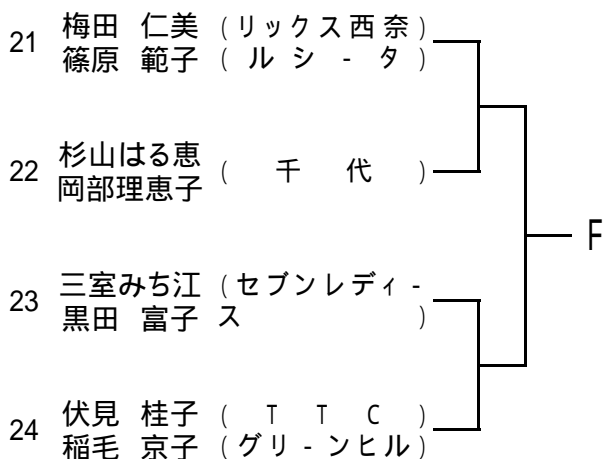 21 梅田 仁美 (リックス西奈)
篠原 範子 (ルシ-タ)
22 杉山はる恵 (千代)
岡部理恵子
F
23 三室みち江 (セブンレディ-
黒田 富子 ス)
24 伏見 桂子 (TTC)
稲毛 京子 (グリ-ンヒル)